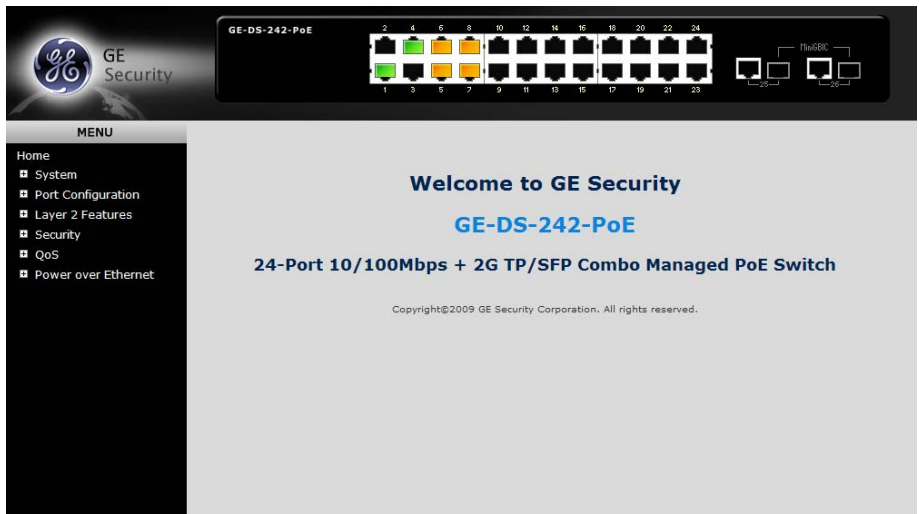 GE
Security
GE-DS-242-PoE
2 4 6 8 10 12 14 16 18 20 22 24
1 3 5 7 9 11 13 15 17 19 21 23
MiniGBIC
25 26
MENU
Home
System
Port Configuration
Layer 2 Features
Security
QoS
Power over Ethernet
Welcome to GE Security
GE-DS-242-PoE
24-Port 10/100Mbps + 2G TP/SFP Combo Managed PoE Switch
Copyright©2009 GE Security Corporation. All rights reserved.